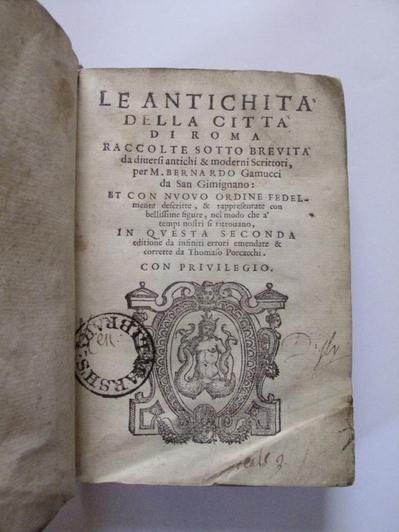 LE ANTICHITA'
DELLA CITTA'
DI ROMA
RACCOLTE SOTTO BREVITA'
da diuersi antichi & moderni Scrittori,
per M. BERNARDO Gamucci
da San Gimignano:
ET CON NVOVO ORDINE FEDEL-
mente descritte, & rappresentate con
bellissime figure, nel modo che a'
tempi nostri si ritrouano,
IN QVESTA SECONDA
editione da infiniti errori emendate &
corrette da Thomaso Porcacchi.
CON PRIVILEGIO.
MARSH'S LIBRARY